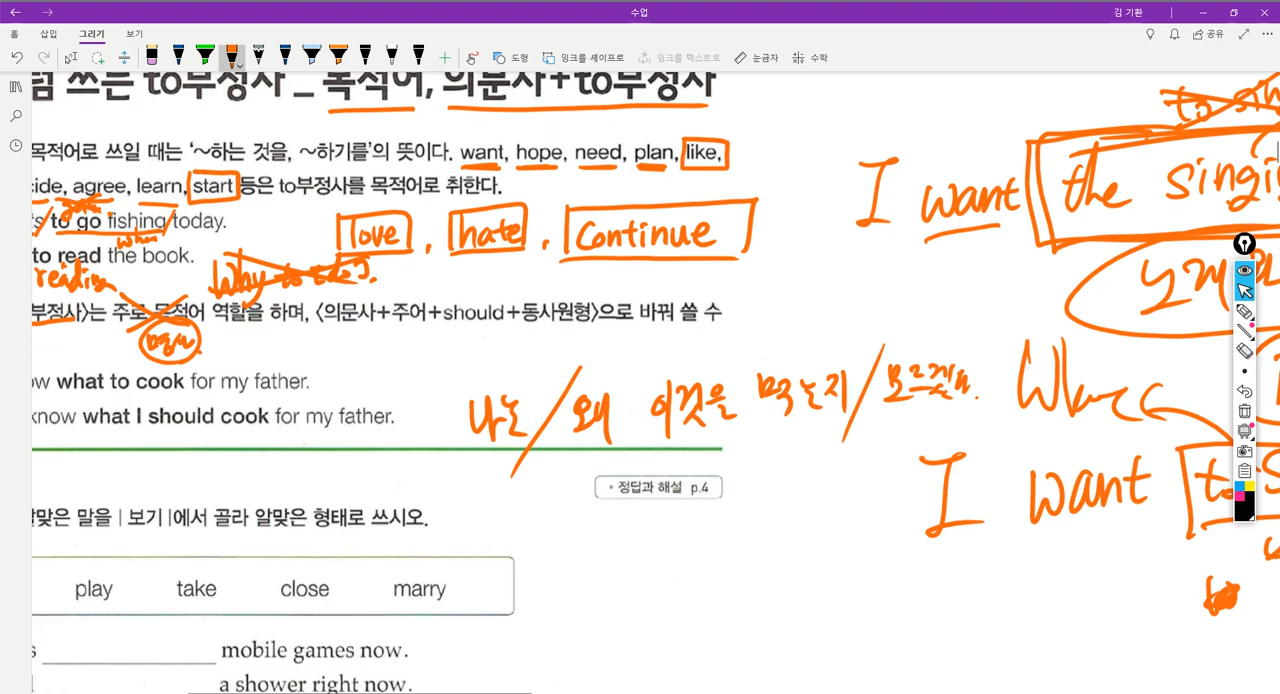 수업
김 기환
홈 삽입 그리기 보기
공유
도형 잉크를 셰이프로 잉크를 텍스트로 눈금자 수학
쓰는 to부정사 _ 목적어, 의문사+to부정사
목적어로 쓰일 때는 '~하는 것을, ~하기를'의 뜻이다. want, hope, need, plan, like,
cide, agree, learn, start 등은 to부정사를 목적어로 취한다.
's to go fishing today.
when
love, hate, Continue
to read the book.
reading
Why to
부정사>는 주로 목적어 역할을 하며, <의문사+주어+should+동사원형>으로 바꿔 쓸 수
명사
ow what to cook for my father.
know what I should cook for my father.
나는 / 왜 이것을 먹는지 / 모르겠다.
I want the singi
노래
I want to s
• 정답과 해설 p.4
알맞은 말을 | 보기 |에서 골라 알맞은 형태로 쓰시오.
play take close marry
s ______ mobile games now.
a shower right now.